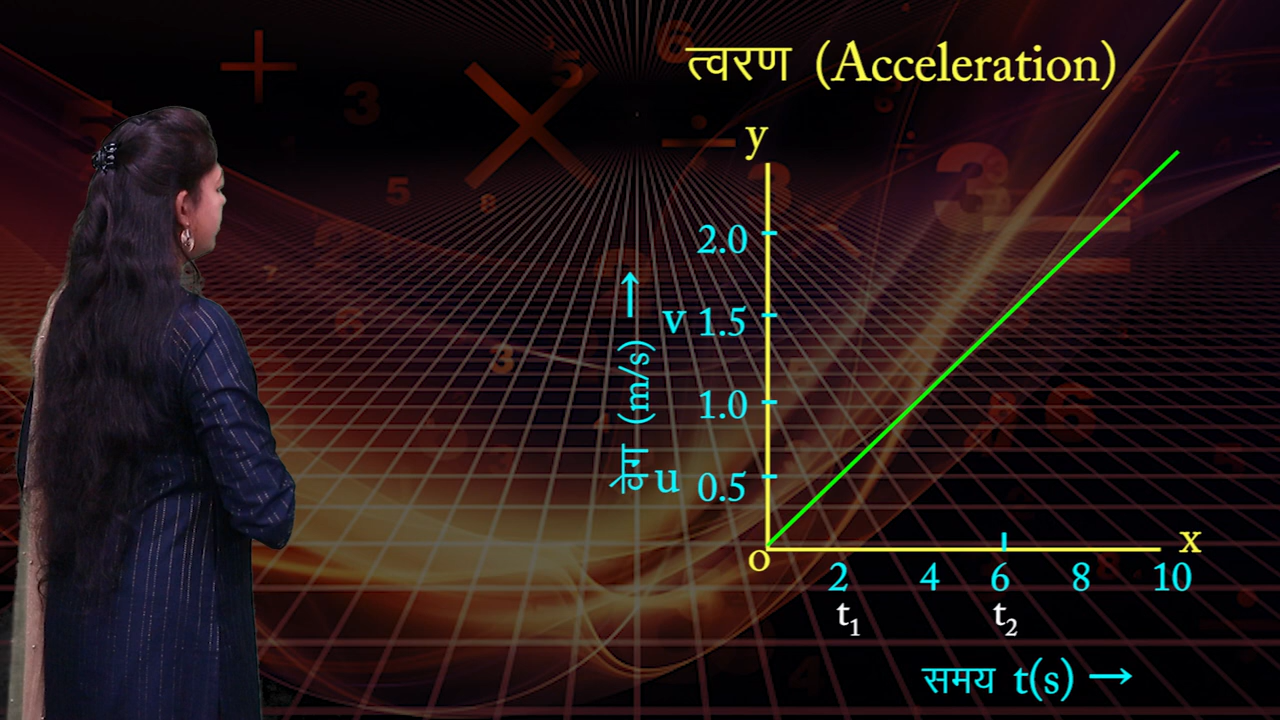 त्वरण (Acceleration)
y
2.0
v 1.5
1.0
u 0.5
वेग (m/s) →
o
x
2 4 6 8 10
t₁ t₂
समय t(s) →